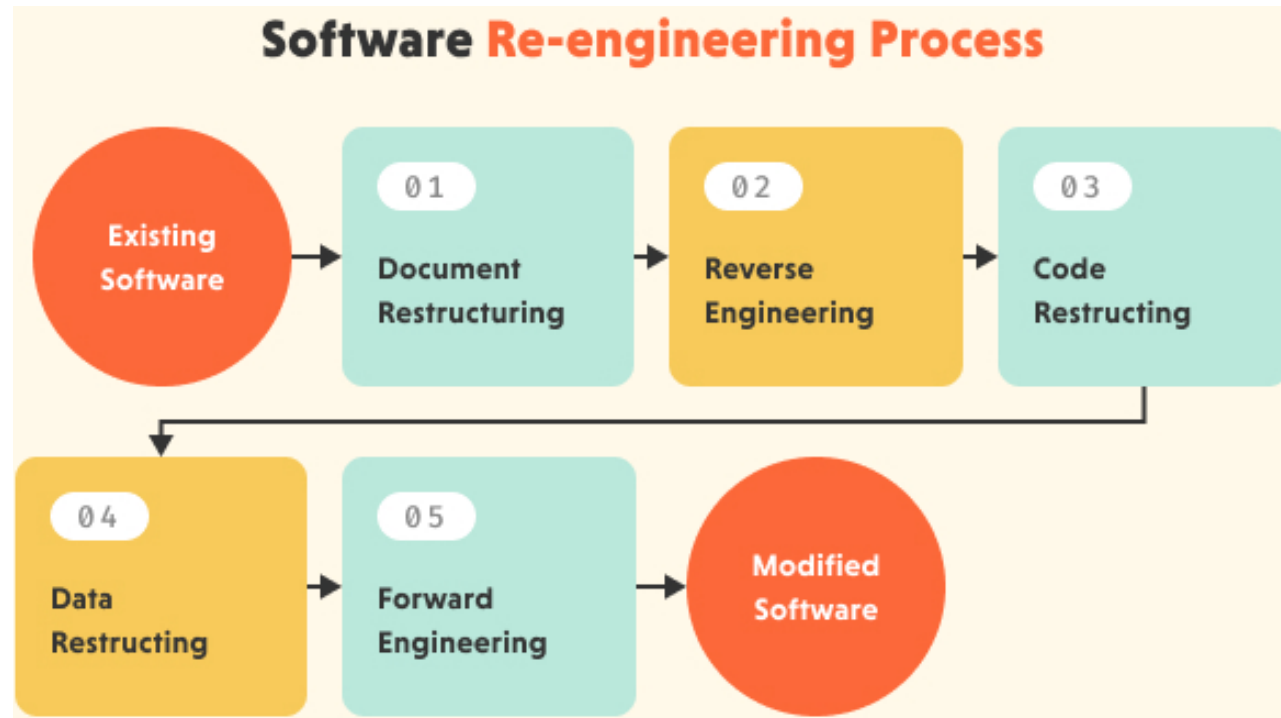 Software Re-engineering Process
Existing
Software
01
Document
Restructuring
02
Reverse
Engineering
03
Code
Restructing
04
Data
Restructing
05
Forward
Engineering
Modified
Software